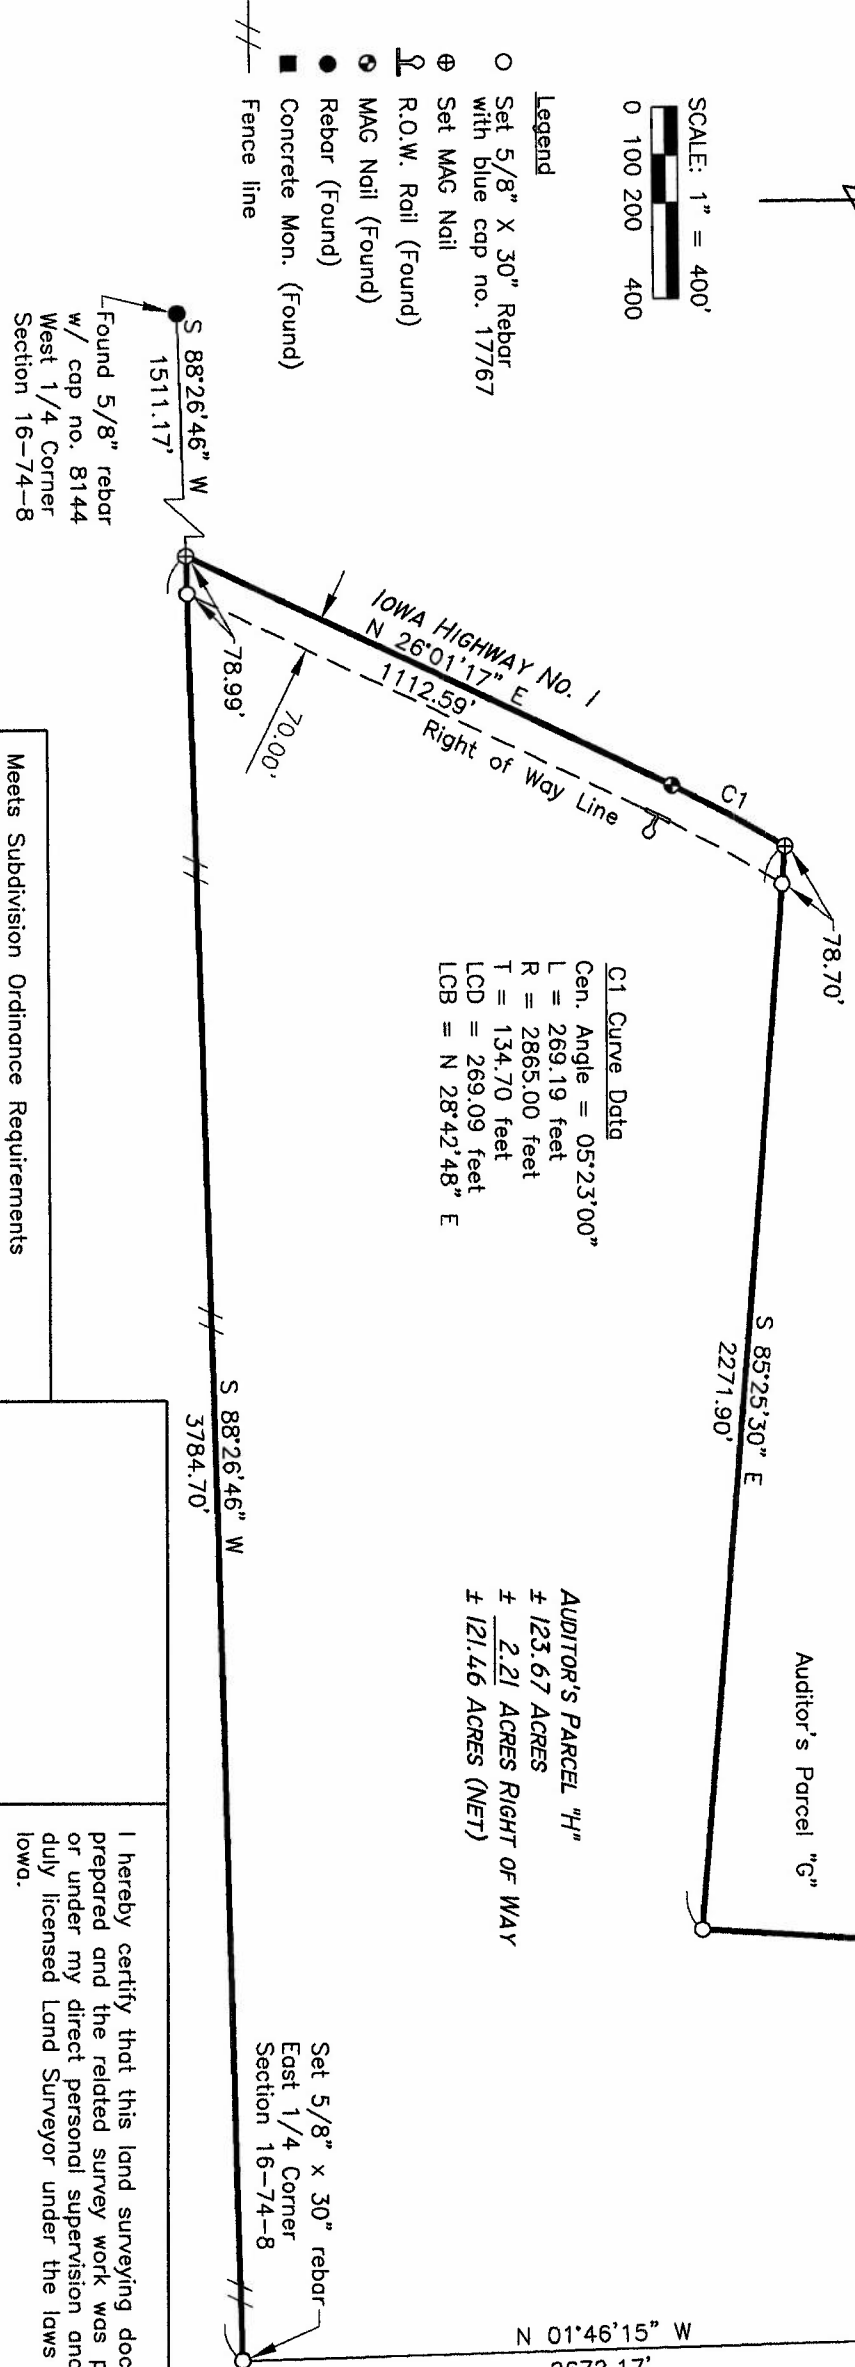 SCALE: 1" = 400'
0 100 200 400
Legend
Set 5/8" X 30" Rebar
with blue cap no. 17767
Set MAG Nail
R.O.W. Rail (Found)
MAG Nail (Found)
Rebar (Found)
Concrete Mon. (Found)
Fence line
S 88°26'46" W
1511.17'
Found 5/8" rebar
w/ cap no. 8144
West 1/4 Corner
Section 16-74-8
IOWA HIGHWAY NO. 1
N 26°01'17" E
1112.59'
Right of Way Line
70.00'
78.99'
C1
78.70'
C1 Curve Data
Cen. Angle = 05°23'00"
L = 269.19 feet
R = 2865.00 feet
T = 134.70 feet
LCD = 269.09 feet
LCB = N 28°42'48" E
S 85°25'30" E
2271.90'
Auditor's Parcel "G"
AUDITOR'S PARCEL "H"
± 123.67 ACRES
± 2.21 ACRES RIGHT OF WAY
± 121.46 ACRES (NET)
S 88°26'46" W
3784.70'
Set 5/8" x 30" rebar
East 1/4 Corner
Section 16-74-8
N 01°46'15" W
Meets Subdivision Ordinance Requirements
I hereby certify that this land surveying doc
prepared and the related survey work was p
or under my direct personal supervision and
duly licensed Land Surveyor under the laws
Iowa.